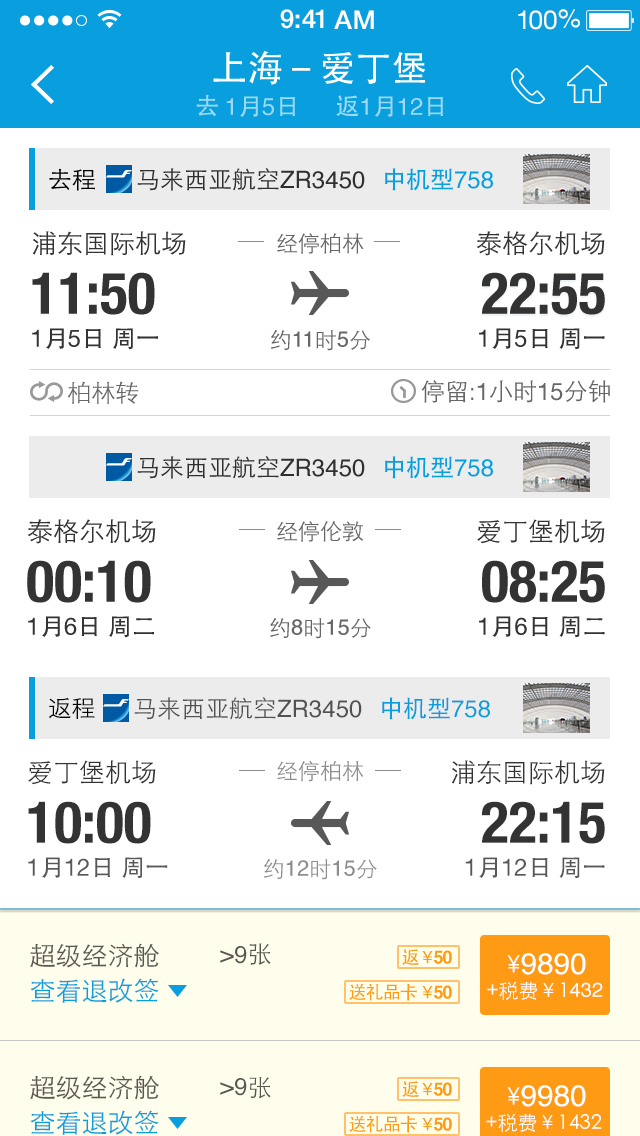 9:41 AM 100%
上海 – 爱丁堡
去 1月5日 返1月12日
去程 马来西亚航空ZR3450 中机型758
浦东国际机场 经停柏林 泰格尔机场
11:50 22:55
1月5日 周一 约11时5分 1月5日 周一
柏林转 停留:1小时15分钟
马来西亚航空ZR3450 中机型758
泰格尔机场 经停伦敦 爱丁堡机场
00:10 08:25
1月6日 周二 约8时15分 1月6日 周二
返程 马来西亚航空ZR3450 中机型758
爱丁堡机场 经停柏林 浦东国际机场
10:00 22:15
1月12日 周一 约12时15分 1月12日 周一
超级经济舱 >9张 返¥50 ¥9890
查看退改签 送礼品卡 ¥50 +税费¥1432
超级经济舱 >9张 返¥50 ¥9980
查看退改签 送礼品卡 ¥50 +税费¥1432